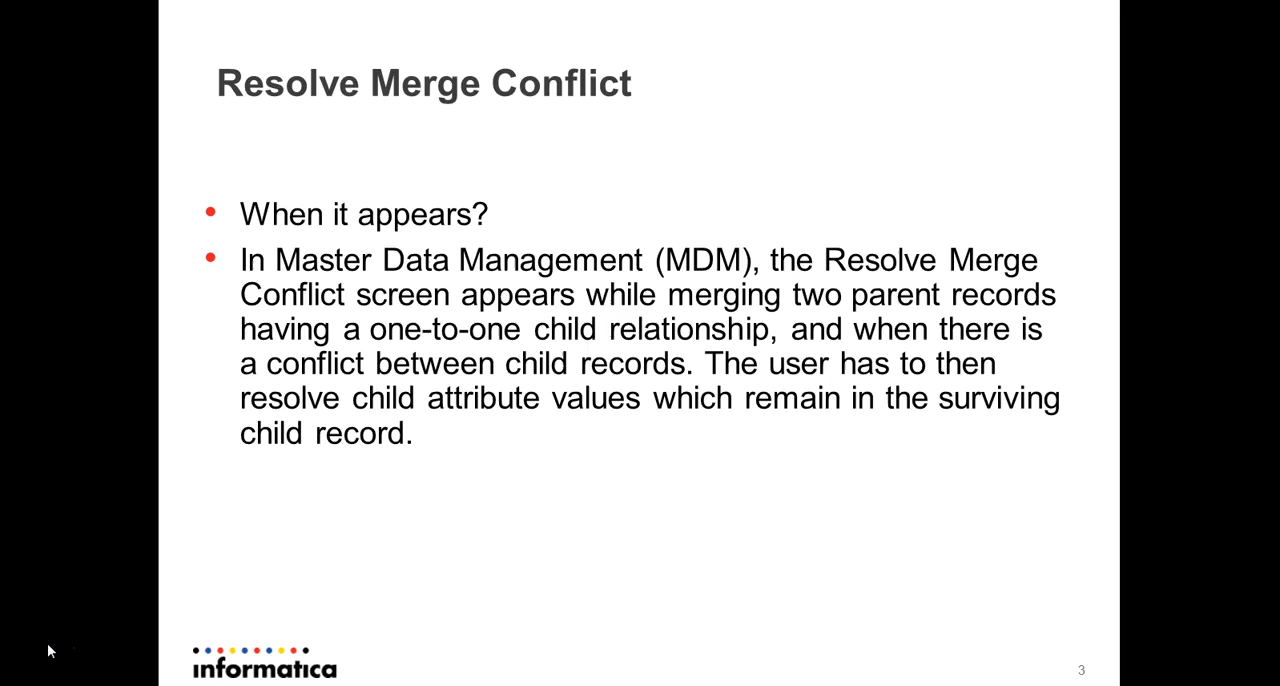 Resolve Merge Conflict
• When it appears?
• In Master Data Management (MDM), the Resolve Merge
Conflict screen appears while merging two parent records
having a one-to-one child relationship, and when there is
a conflict between child records. The user has to then
resolve child attribute values which remain in the surviving
child record.
informatica
3